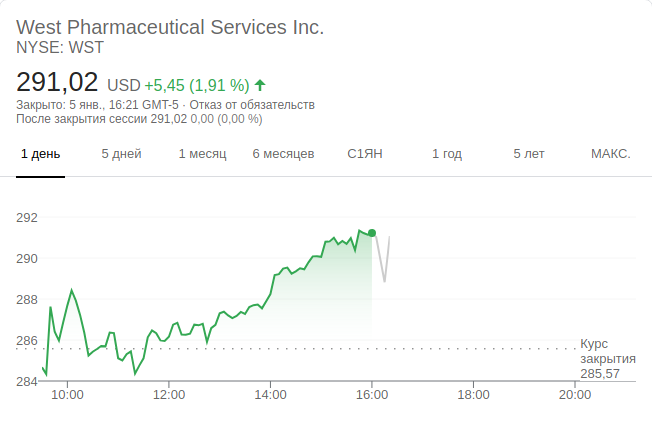 West Pharmaceutical Services Inc.
NYSE: WST
291,02 USD +5,45 (1,91 %)
Закрыто: 5 янв., 16:21 GMT-5 · Отказ от обязательств
После закрытия сессии 291,02 0,00 (0,00 %)
1 день 5 дней 1 месяц 6 месяцев С1ЯН 1 год 5 лет МАКС.
292
290
288
286
284
Курс
закрытия
285,57
10:00 12:00 14:00 16:00 18:00 20:00